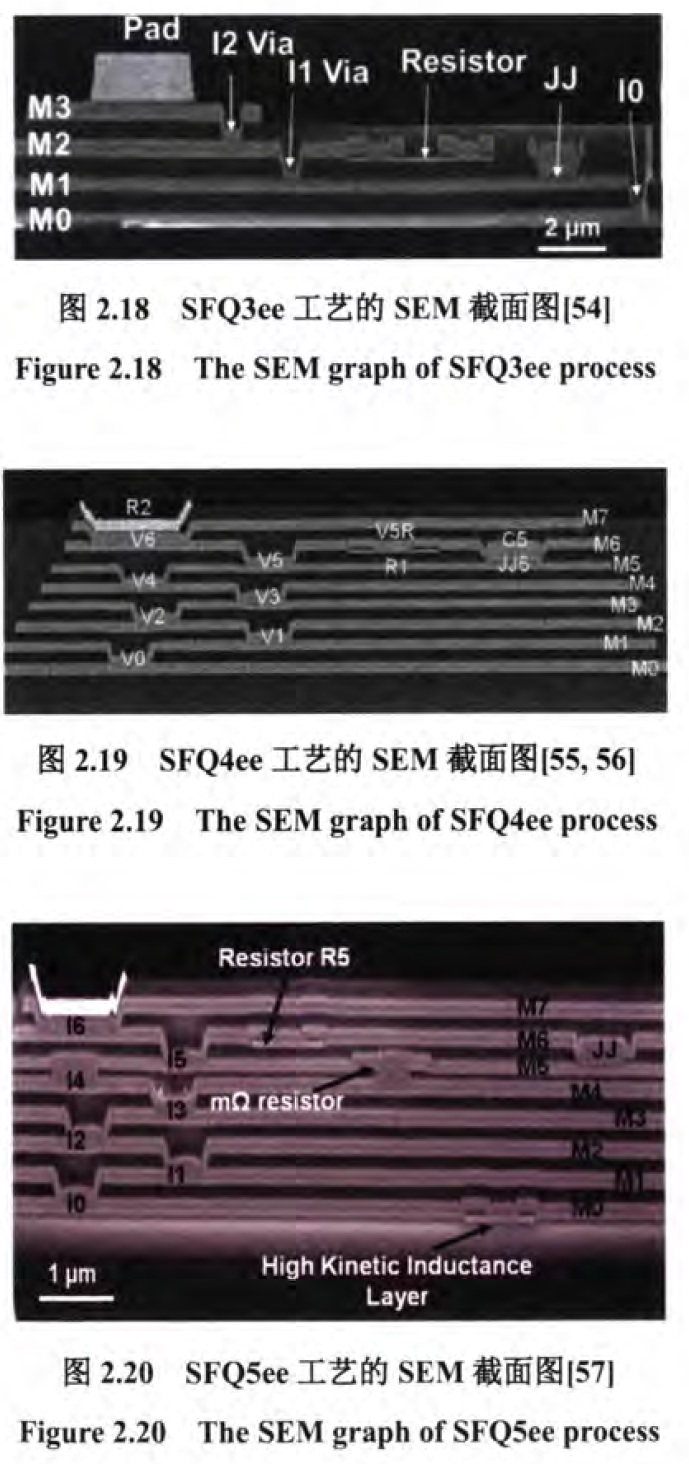 Pad
I2 Via
I1 Via
Resistor
JJ
I0
M3
M2
M1
M0
2 μm
图 2.18 SFQ3ee 工艺的 SEM 截面图[54]
Figure 2.18 The SEM graph of SFQ3ee process
R2
M7
V6
V5R
C5
M6
V5
R1
JJ5
M5
V4
V3
M4
V2
M3
V1
M2
V0
M1
M0
图 2.19 SFQ4ee 工艺的 SEM 截面图[55, 56]
Figure 2.19 The SEM graph of SFQ4ee process
Resistor R5
M7
I6
M6
JJ
I5
M5
I4
mΩ resistor
M4
I3
M3
I2
M2
I1
M1
I0
M0
High Kinetic Inductance
Layer
1 μm
图 2.20 SFQ5ee 工艺的 SEM 截面图[57]
Figure 2.20 The SEM graph of SFQ5ee process